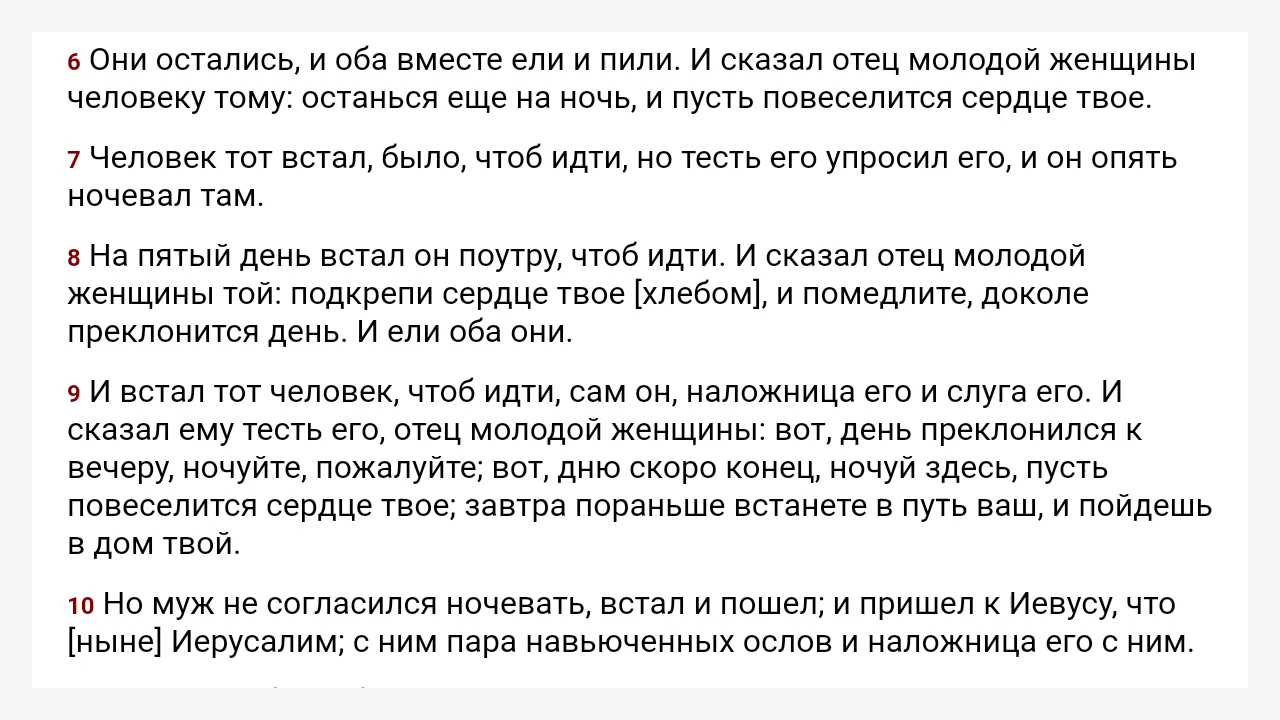 6 Они остались, и оба вместе ели и пили. И сказал отец молодой женщины
человеку тому: останься еще на ночь, и пусть повеселится сердце твое.
7 Человек тот встал, было, чтоб идти, но тесть его упросил его, и он опять
ночевал там.
8 На пятый день встал он поутру, чтоб идти. И сказал отец молодой
женщины той: подкрепи сердце твое [хлебом], и помедлите, доколе
преклонится день. И ели оба они.
9 И встал тот человек, чтоб идти, сам он, наложница его и слуга его. И
сказал ему тесть его, отец молодой женщины: вот, день преклонился к
вечеру, ночуйте, пожалуйте; вот, дню скоро конец, ночуй здесь, пусть
повеселится сердце твое; завтра пораньше встанете в путь ваш, и пойдешь
в дом твой.
10 Но муж не согласился ночевать, встал и пошел; и пришел к Иевусу, что
[ныне] Иерусалим; с ним пара навьюченных ослов и наложница его с ним.